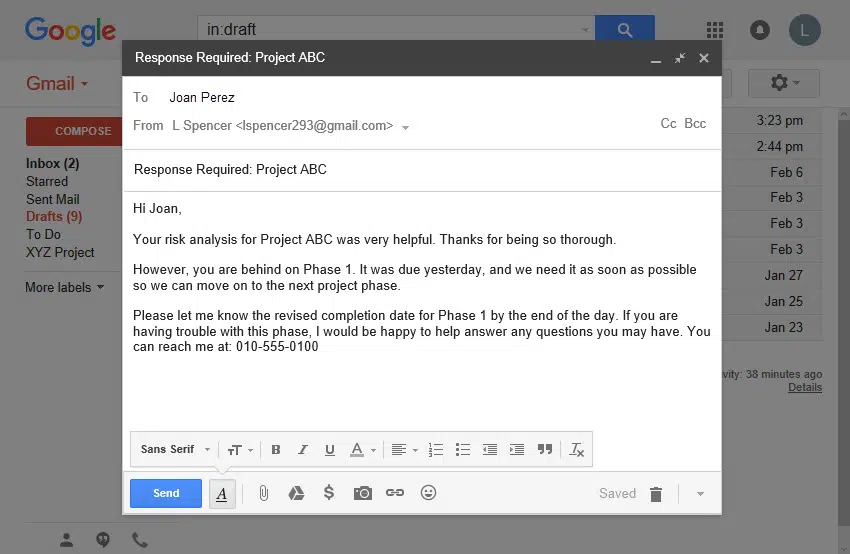 Google
in:draft
L
Gmail
COMPOSE
Inbox (2)
Starred
Sent Mail
Drafts (9)
To Do
XYZ Project
More labels
Response Required: Project ABC
To Joan Perez
From L Spencer <lspencer293@gmail.com>
Cc Bcc
Response Required: Project ABC
Hi Joan,
Your risk analysis for Project ABC was very helpful. Thanks for being so thorough.
However, you are behind on Phase 1. It was due yesterday, and we need it as soon as possible
so we can move on to the next project phase.
Please let me know the revised completion date for Phase 1 by the end of the day. If you are
having trouble with this phase, I would be happy to help answer any questions you may have. You
can reach me at: 010-555-0100
Sans Serif
Send
Saved
3:23 pm
2:44 pm
Feb 6
Feb 3
Feb 3
Feb 3
Jan 27
Jan 25
Jan 23
38 minutes ago
Details